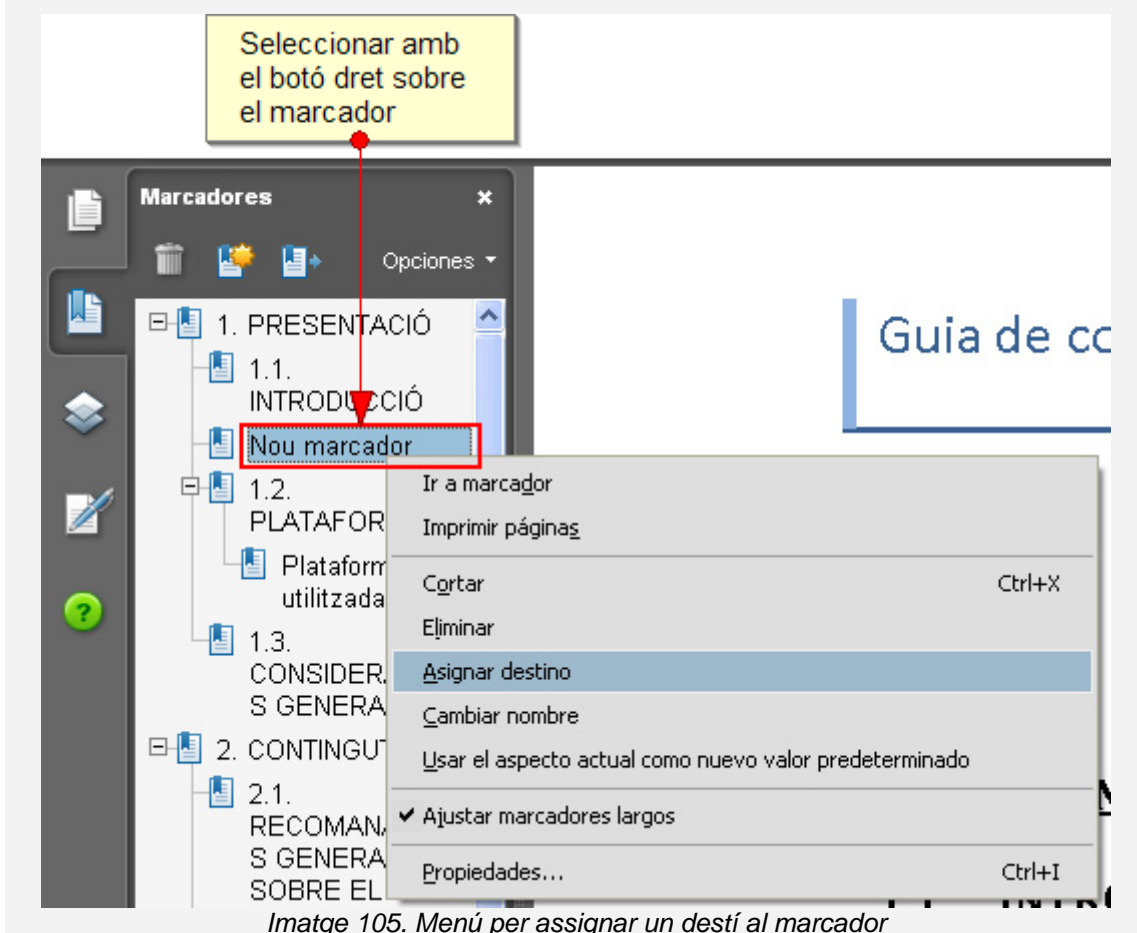 Seleccionar amb
el botó dret sobre
el marcador
Marcadores
Opciones
1. PRESENTACIÓ
1.1.
INTRODUCCIÓ
Nou marcador
1.2.
PLATAFOR
Plataform
utilitzada
1.3.
CONSIDER
S GENERA
2. CONTINGUT
2.1.
RECOMANA
S GENERA
SOBRE EL
Ir a marcador
Imprimir páginas
Cortar Ctrl+X
Eliminar
Asignar destino
Cambiar nombre
Usar el aspecto actual como nuevo valor predeterminado
Ajustar marcadores largos
Propiedades... Ctrl+I
Guia de co
Imatge 105. Menú per assignar un destí al marcador